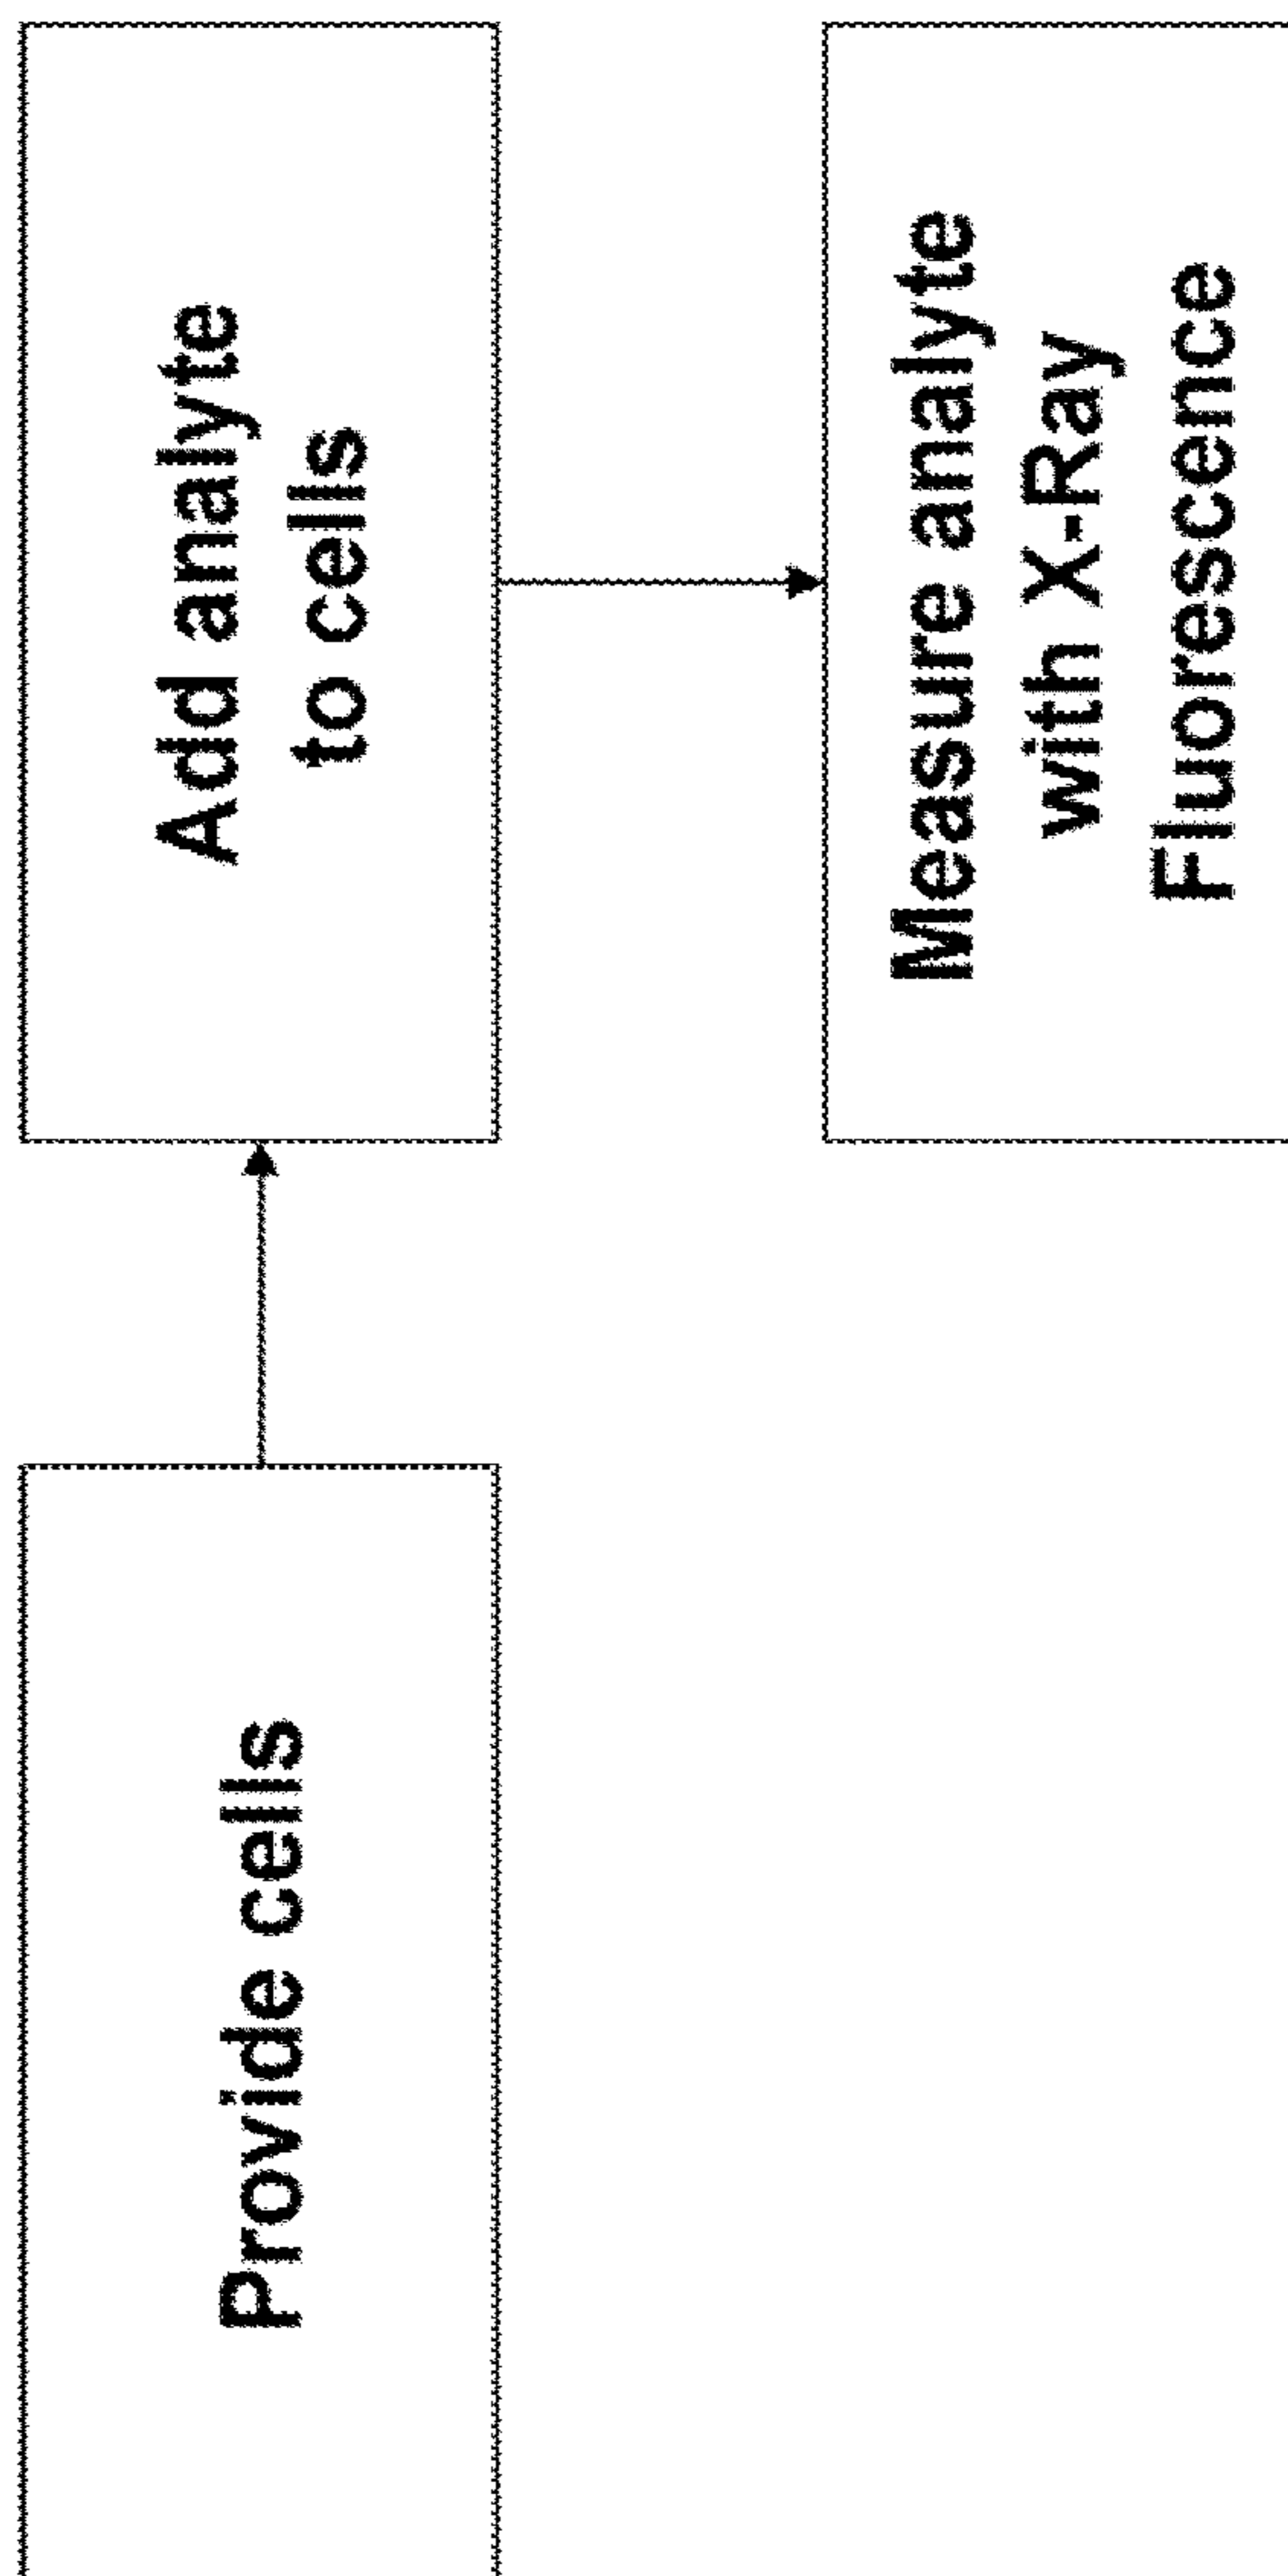 Provide cells
Add analyte
to cells
Measure analyte
with X-Ray
Fluorescence